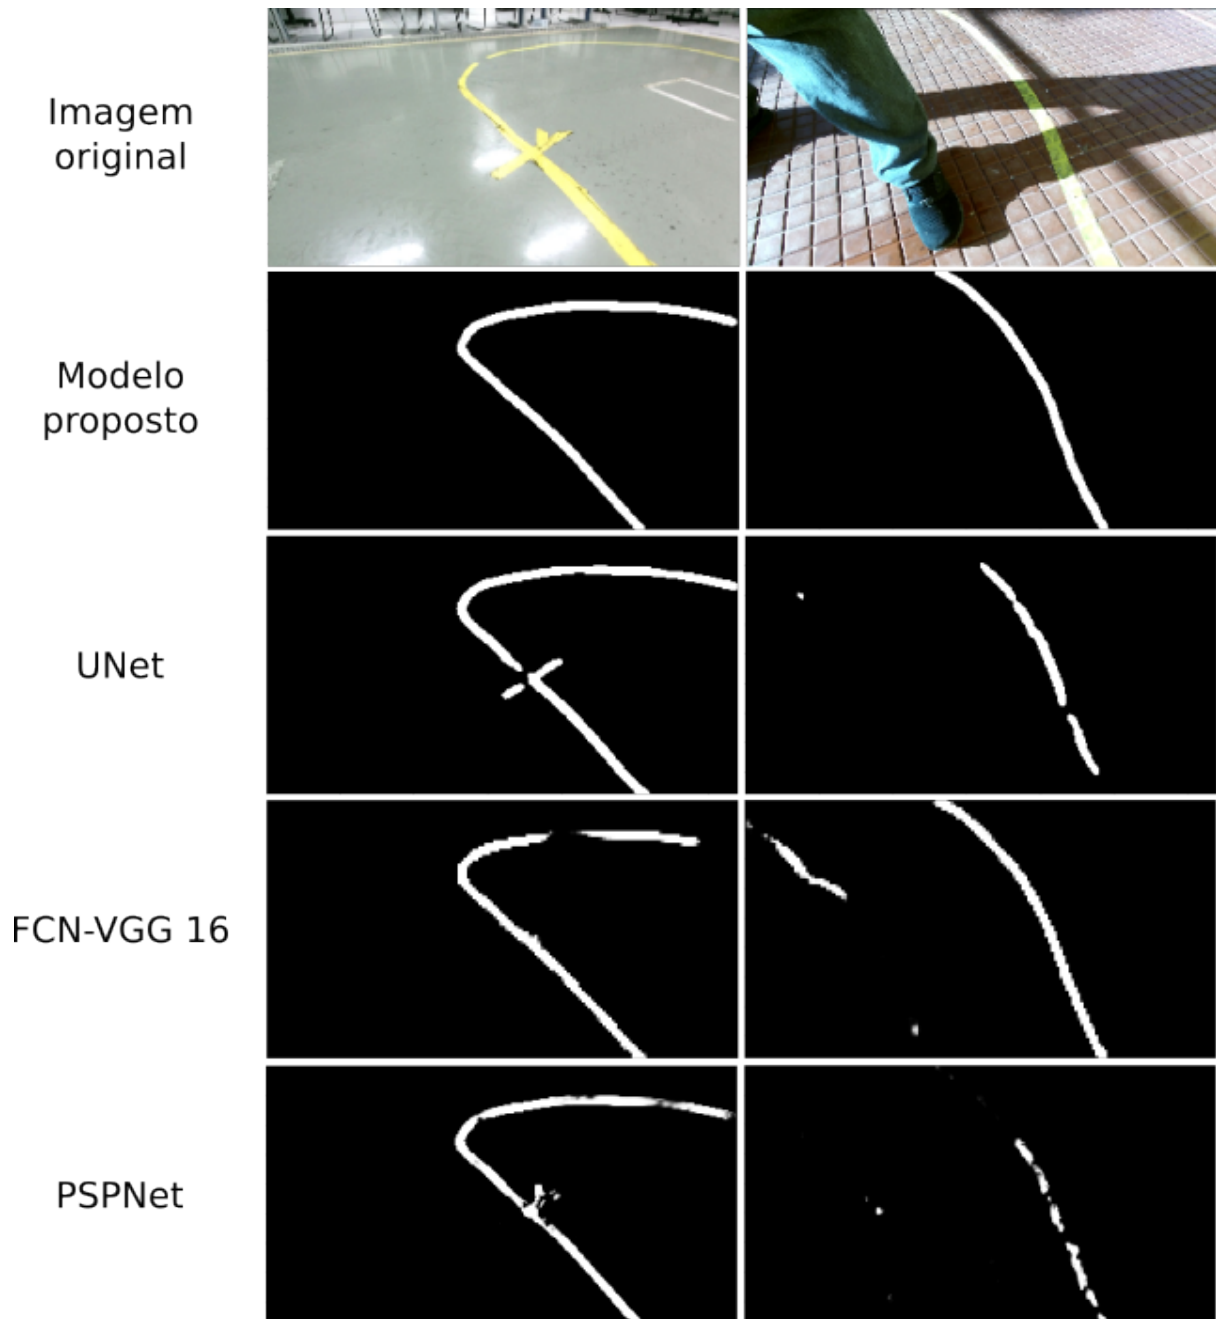 Imagem
original
Modelo
proposto
UNet
FCN-VGG 16
PSPNet